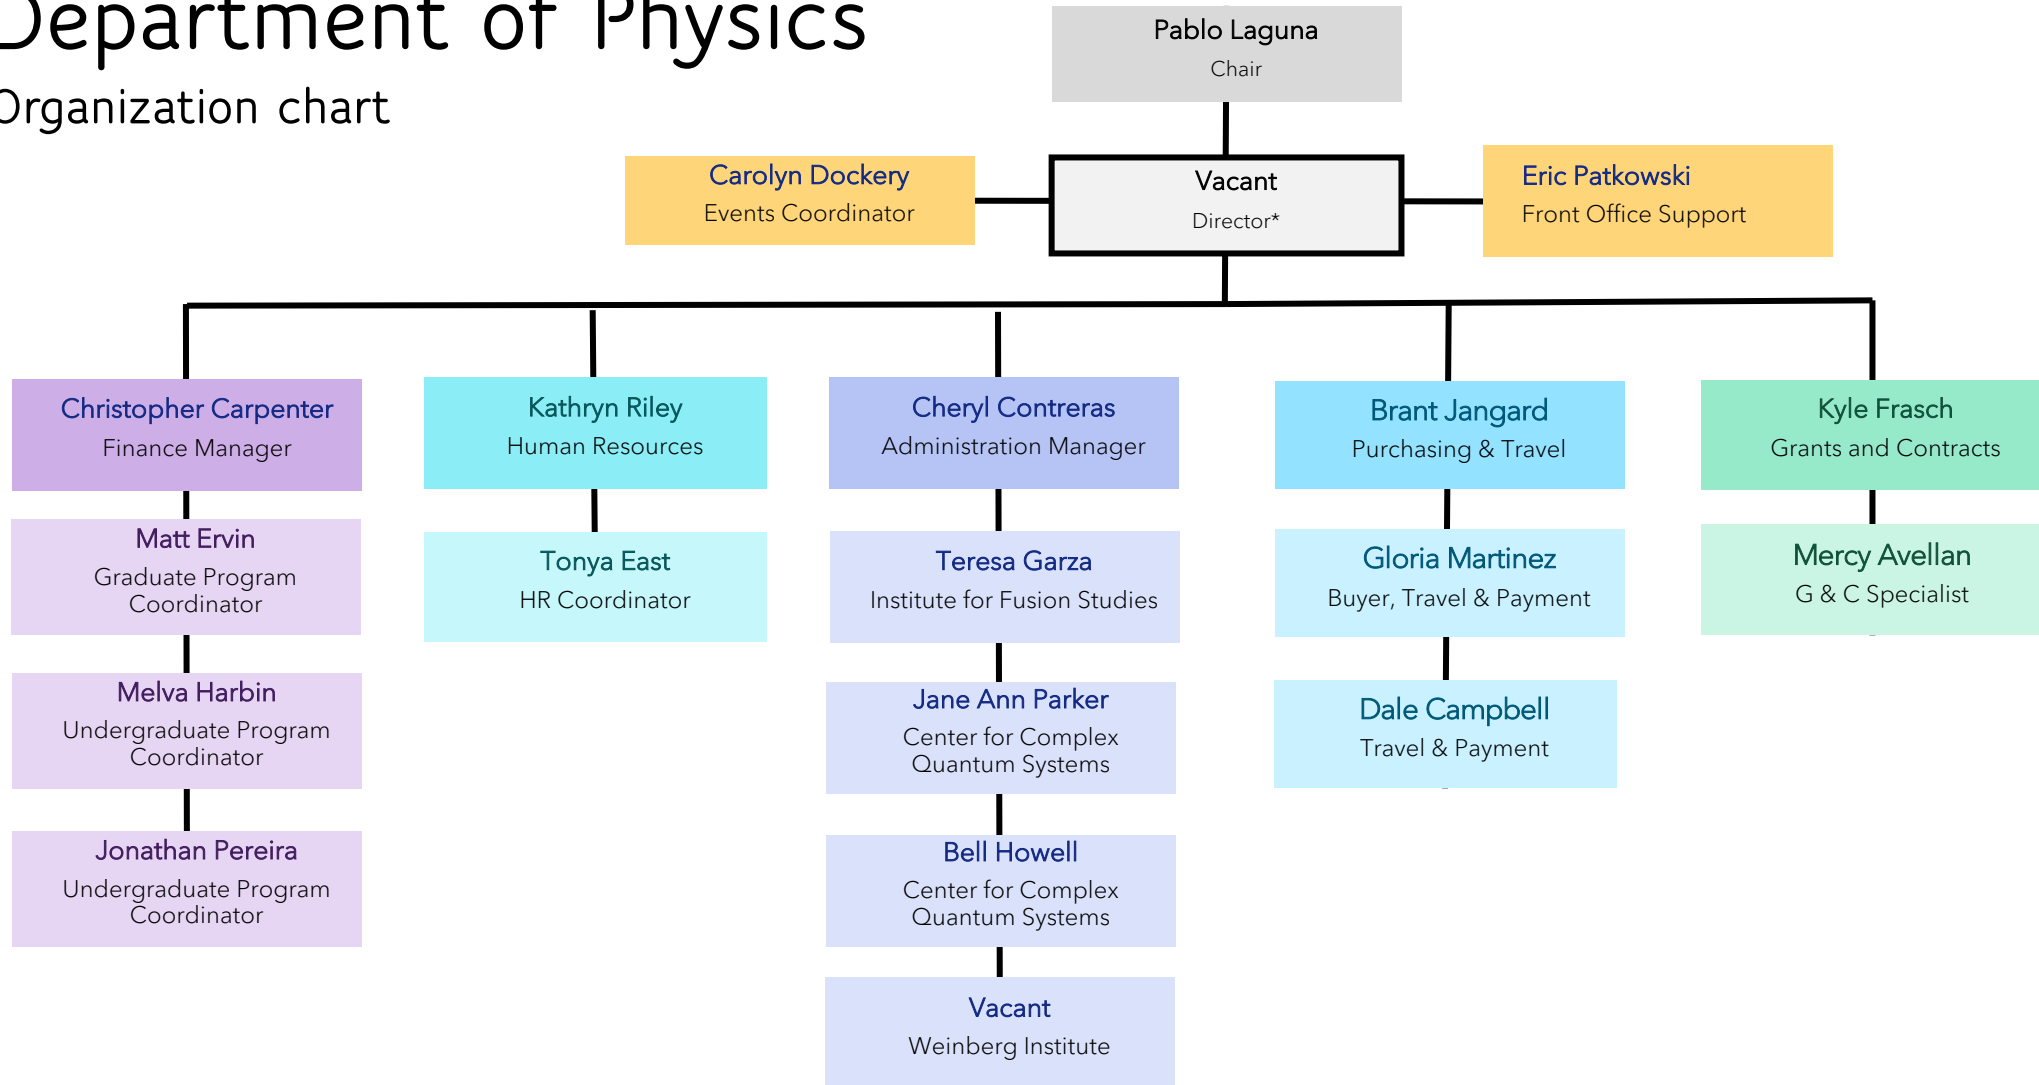 Department of Physics
Organization chart
Pablo Laguna
Chair
Carolyn Dockery
Events Coordinator
Vacant
Director*
Eric Patkowski
Front Office Support
Christopher Carpenter
Finance Manager
Kathryn Riley
Human Resources
Cheryl Contreras
Administration Manager
Brant Jangard
Purchasing & Travel
Kyle Frasch
Grants and Contracts
Matt Ervin
Graduate Program
Coordinator
Tonya East
HR Coordinator
Teresa Garza
Institute for Fusion Studies
Gloria Martinez
Buyer, Travel & Payment
Mercy Avellan
G & C Specialist
Melva Harbin
Undergraduate Program
Coordinator
Jane Ann Parker
Center for Complex
Quantum Systems
Dale Campbell
Travel & Payment
Jonathan Pereira
Undergraduate Program
Coordinator
Bell Howell
Center for Complex
Quantum Systems
Vacant
Weinberg Institute